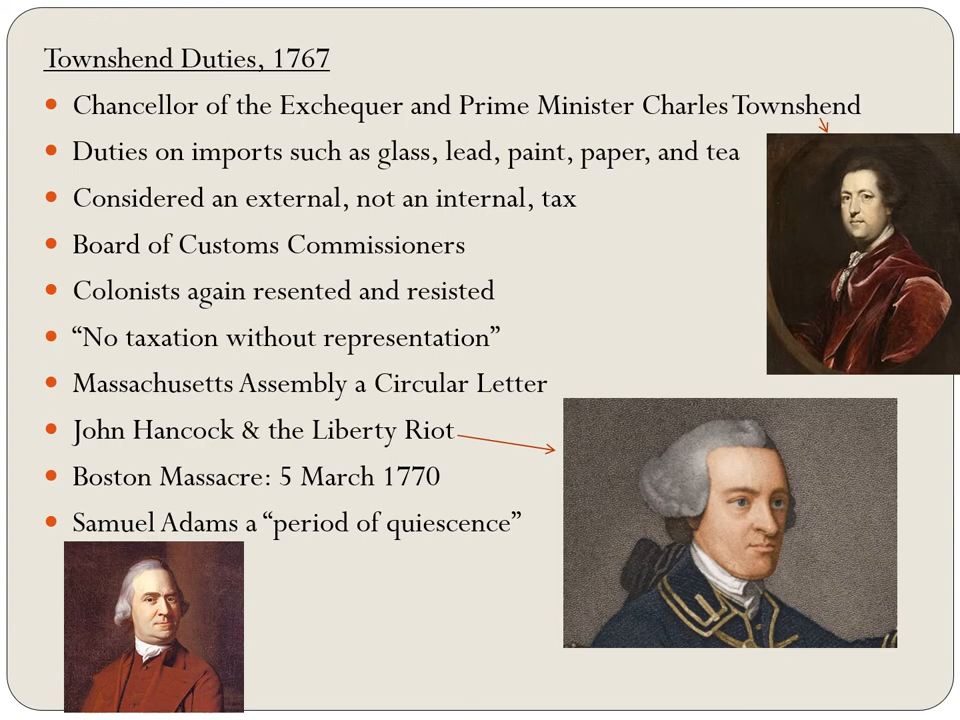 Townshend Duties, 1767
• Chancellor of the Exchequer and Prime Minister Charles Townshend
• Duties on imports such as glass, lead, paint, paper, and tea
• Considered an external, not an internal, tax
• Board of Customs Commissioners
• Colonists again resented and resisted
• “No taxation without representation”
• Massachusetts Assembly a Circular Letter
• John Hancock & the Liberty Riot
• Boston Massacre: 5 March 1770
• Samuel Adams a “period of quiescence”